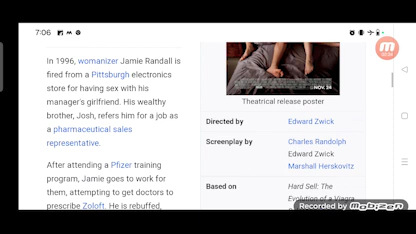 7:06
In 1996, womanizer Jamie Randall is
fired from a Pittsburgh electronics
store for having sex with his
manager's girlfriend. His wealthy
brother, Josh, refers him for a job as
a pharmaceutical sales
representative.
After attending a Pfizer training
program, Jamie goes to work for
them, attempting to get doctors to
prescribe Zoloft. He is rebuffed,
NOV. 24
Theatrical release poster
Directed by Edward Zwick
Screenplay by Charles Randolph
Edward Zwick
Marshall Herskovitz
Based on Hard Sell: The
Evolution of a Viagra
Recorded by Mobizen